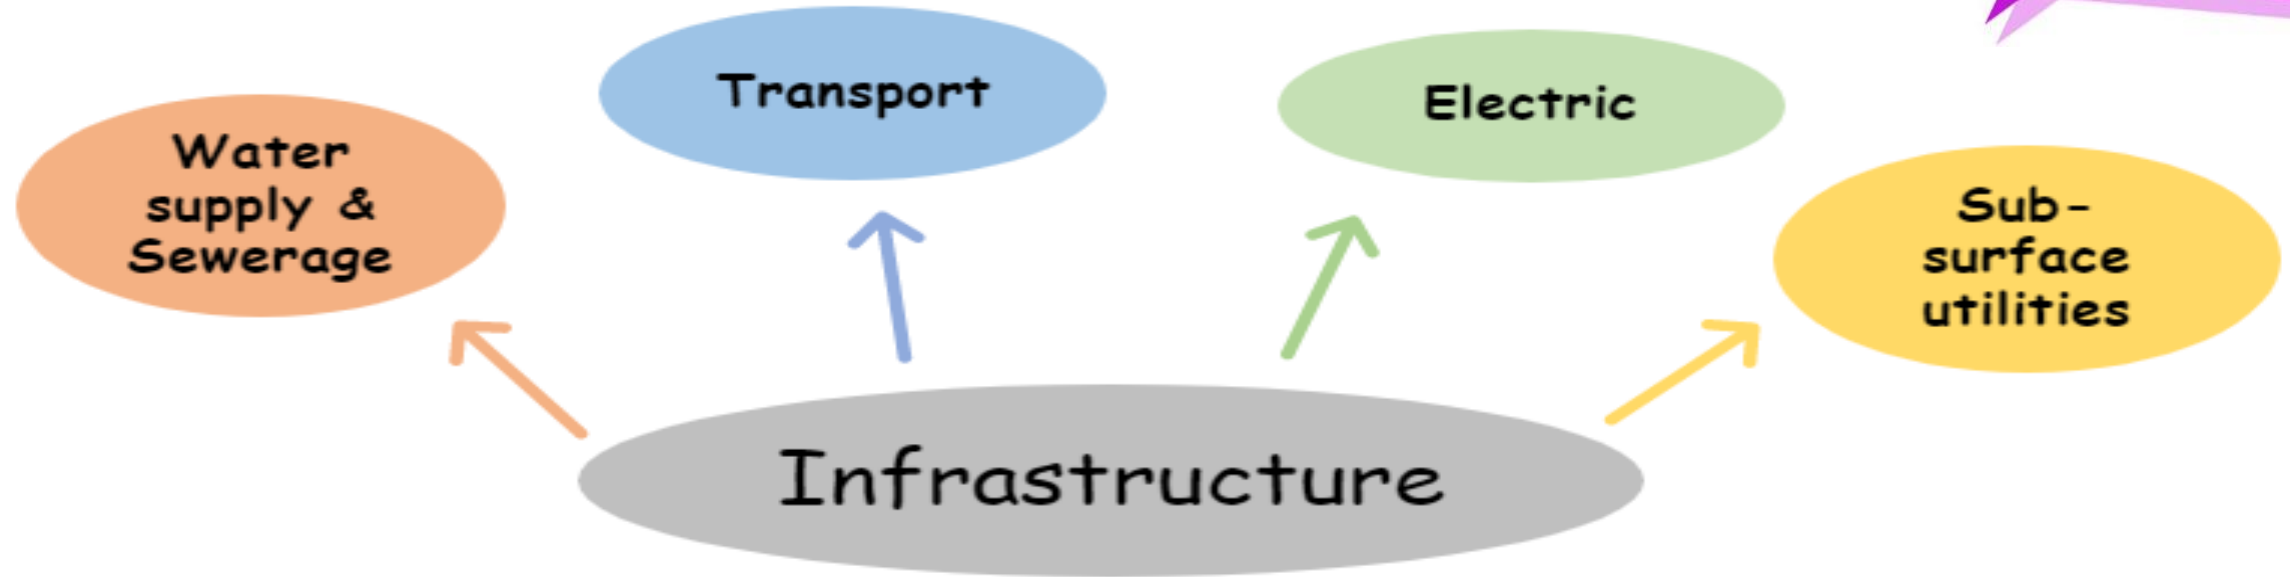 Transport
Electric
Water
supply &
Sewerage
Sub-
surface
utilities
Infrastructure